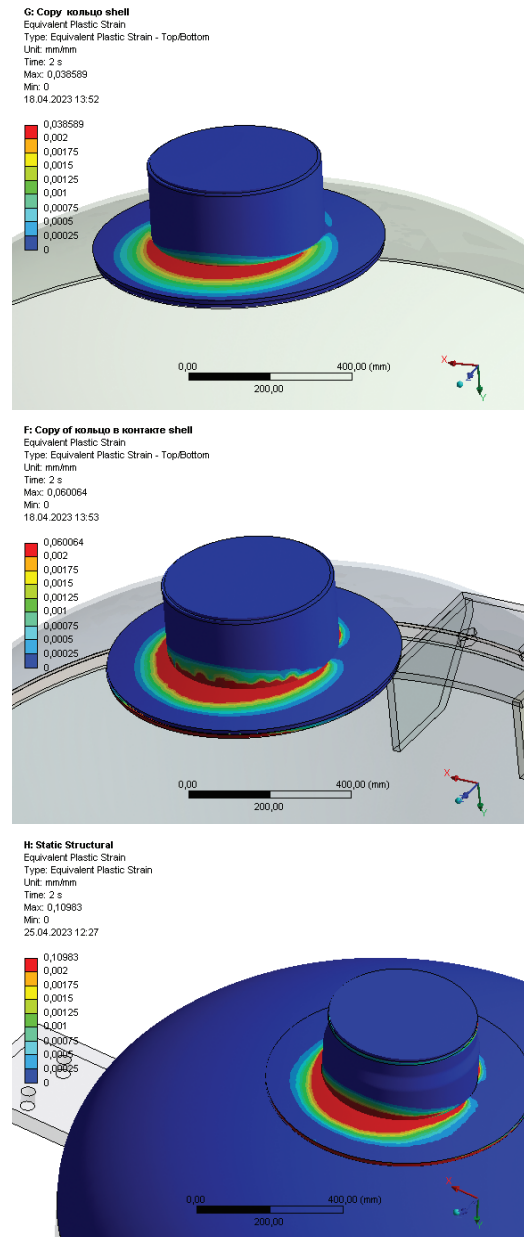 G: Copy кольцо shell
Equivalent Plastic Strain
Type: Equivalent Plastic Strain - Top/Bottom
Unit: mm/mm
Time: 2 s
Max: 0,038589
Min: 0
18.04.2023 13:52
0,038589
0,002
0,00175
0,0015
0,00125
0,001
0,00075
0,0005
0,00025
0
0,00
400,00 (mm)
200,00
X
Z
Y
F: Copy of кольцо в контакте shell
Equivalent Plastic Strain
Type: Equivalent Plastic Strain - Top/Bottom
Unit: mm/mm
Time: 2 s
Max: 0,060064
Min: 0
18.04.2023 13:53
0,060064
0,002
0,00175
0,0015
0,00125
0,001
0,00075
0,0005
0,00025
0
0,00
400,00 (mm)
200,00
X
Z
Y
H: Static Structural
Equivalent Plastic Strain
Type: Equivalent Plastic Strain
Unit: mm/mm
Time: 2 s
Max: 0,10983
Min: 0
25.04.2023 12:27
0,10983
0,002
0,00175
0,0015
0,00125
0,001
0,00075
0,0005
0,00025
0
0,00
400,00 (mm)
200,00
X
Y